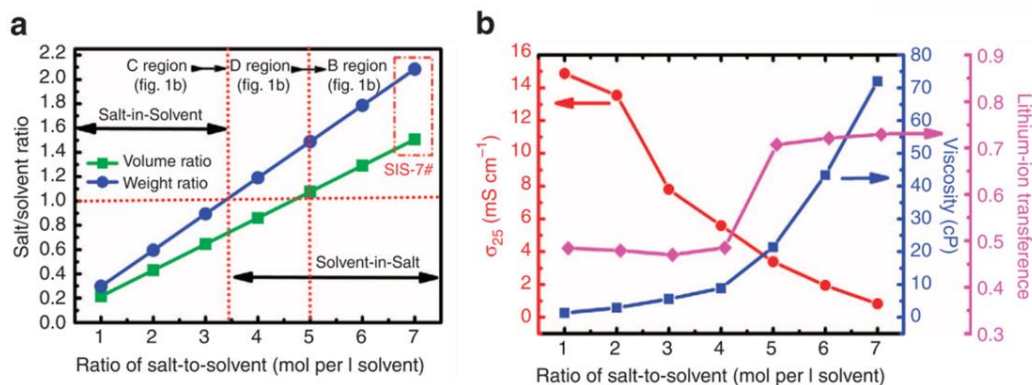 a
Salt/solvent ratio
2.2
2.0
1.8
1.6
1.4
1.2
1.0
0.8
0.6
0.4
0.2
0.0
C region
(fig. 1b)
D region
(fig. 1b)
B region
(fig. 1b)
Salt-in-Solvent
Volume ratio
Weight ratio
SIS-7#
Solvent-in-Salt
1 2 3 4 5 6 7
Ratio of salt-to-solvent (mol per l solvent)
b
σ25 (mS cm−1)
16
14
12
10
8
6
4
2
0
80
70
60
50
40
30
20
10
0
Viscosity (cP)
0.9
0.8
0.7
0.6
0.5
0.4
0.3
Lithium-ion transference
1 2 3 4 5 6 7
Ratio of salt-to-solvent (mol per l solvent)